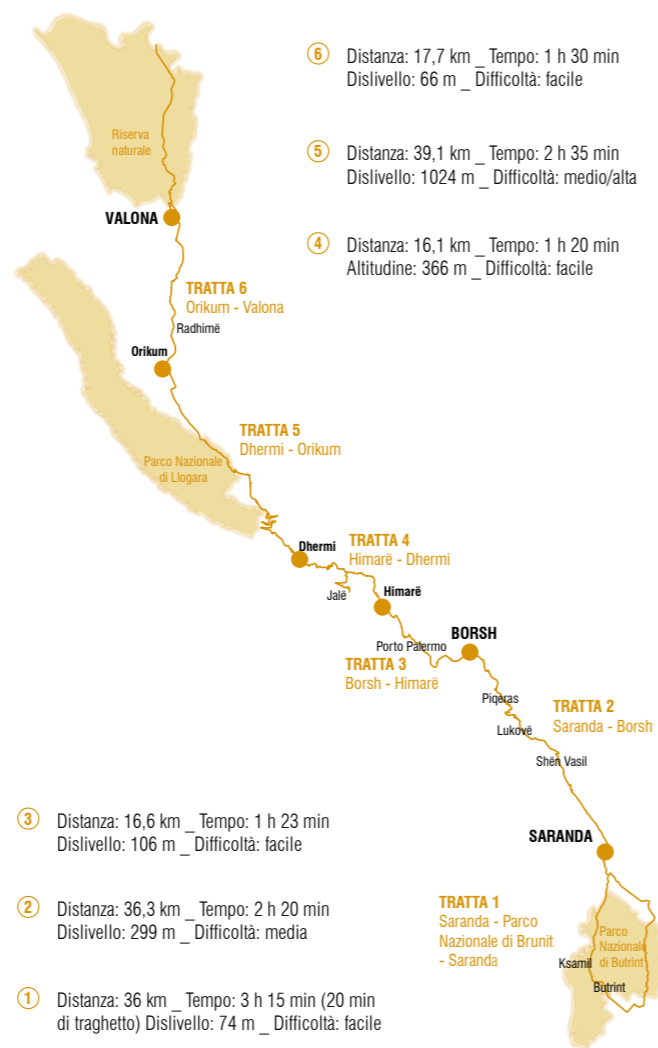 6 Distanza: 17,7 km _ Tempo: 1 h 30 min
Dislivello: 66 m _ Difficoltà: facile
5 Distanza: 39,1 km _ Tempo: 2 h 35 min
Dislivello: 1024 m _ Difficoltà: medio/alta
4 Distanza: 16,1 km _ Tempo: 1 h 20 min
Altitudine: 366 m _ Difficoltà: facile
Riserva
naturale
VALONA
TRATTA 6
Orikum - Valona
Radhimë
Orikum
TRATTA 5
Dhermi - Orikum
Parco Nazionale
di Llogara
Dhermi
TRATTA 4
Himarë - Dhermi
Jalë
Himarë
Porto Palermo
BORSH
TRATTA 3
Borsh - Himarë
Piqeras
TRATTA 2
Saranda - Borsh
Lukovë
Shën Vasil
SARANDA
TRATTA 1
Saranda - Parco
Nazionale di Brunit
- Saranda
Parco
Nazionale
di Butrint
Ksamil
Butrint
3 Distanza: 16,6 km _ Tempo: 1 h 23 min
Dislivello: 106 m _ Difficoltà: facile
2 Distanza: 36,3 km _ Tempo: 2 h 20 min
Dislivello: 299 m _ Difficoltà: media
1 Distanza: 36 km _ Tempo: 3 h 15 min (20 min
di traghetto) Dislivello: 74 m _ Difficoltà: facile